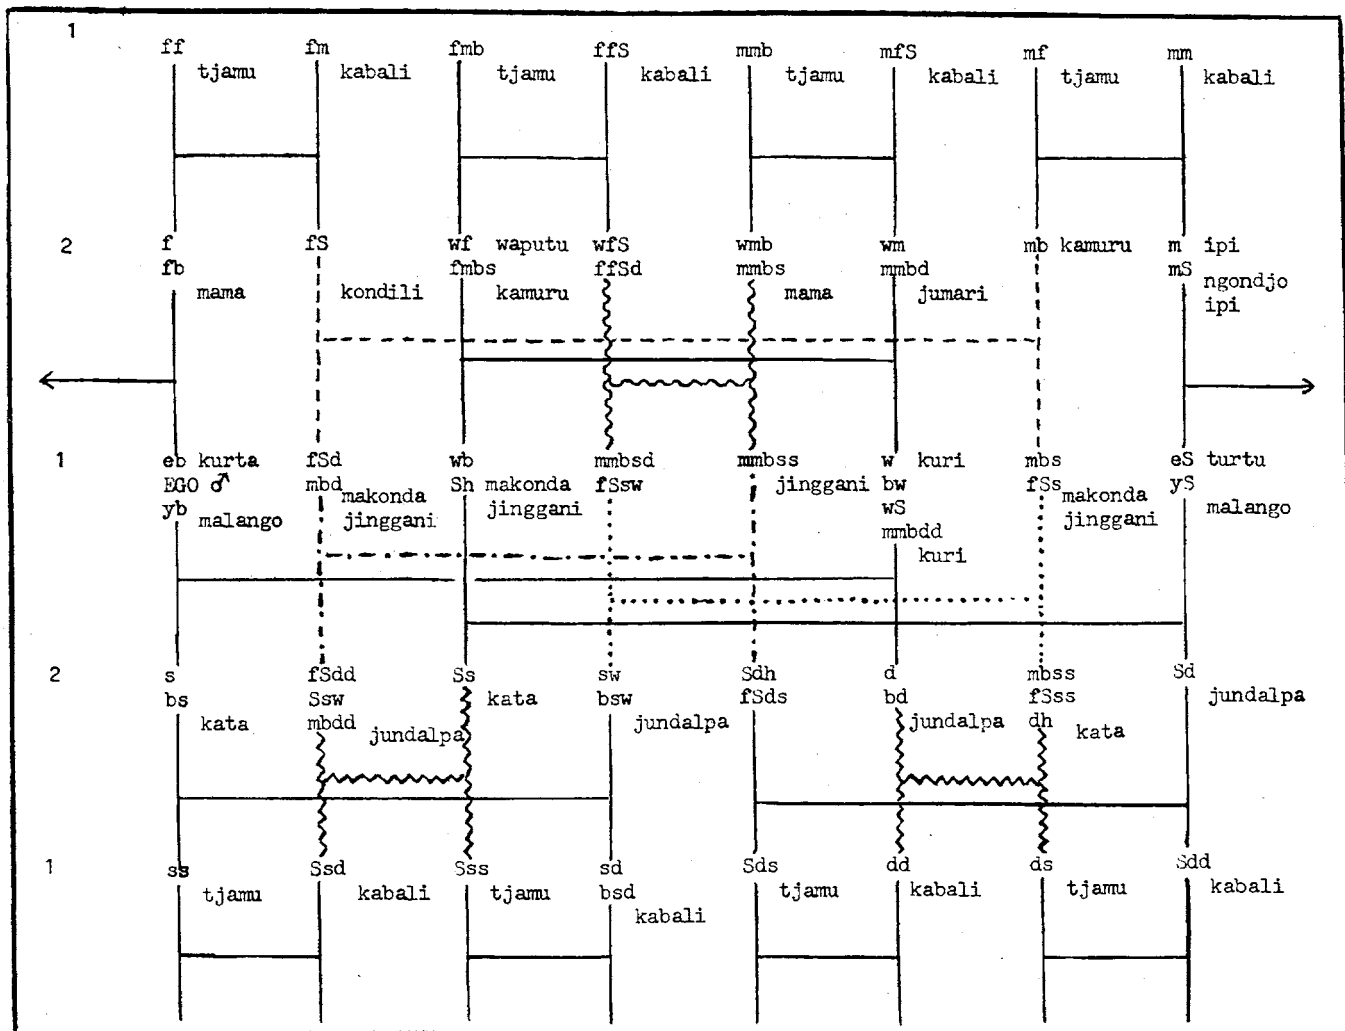 1
ff fm fmb ffS mmb mfS mf mm
tjamu kabali tjamu kabali tjamu kabali tjamu kabali
2 f fS wf waputu wfS wmb wm mb kamuru m ipi
fb fmbs ffSd mmbs mmbd mS
mama kondili kamuru mama jumari ngondjo
ipi
1 eb kurta fSd wb mmbsd mmbss w kuri mbs eS turtu
EGO ♂ mbd Sh makonda fSsw jinggani bw fSs yS
yb malango makonda jinggani jinggani wS makonda jinggani malango
mmbdd
kuri
2 s fSdd Ss sw Sdh d mbss Sd
bs Ssw kata bsw fSds bd fSss jundalpa
kata mbdd jundalpa jundalpa jundalpa dh kata
1 ss Ssd Sss sd Sds dd ds Sdd
tjamu kabali tjamu bsd tjamu kabali tjamu kabali
kabali